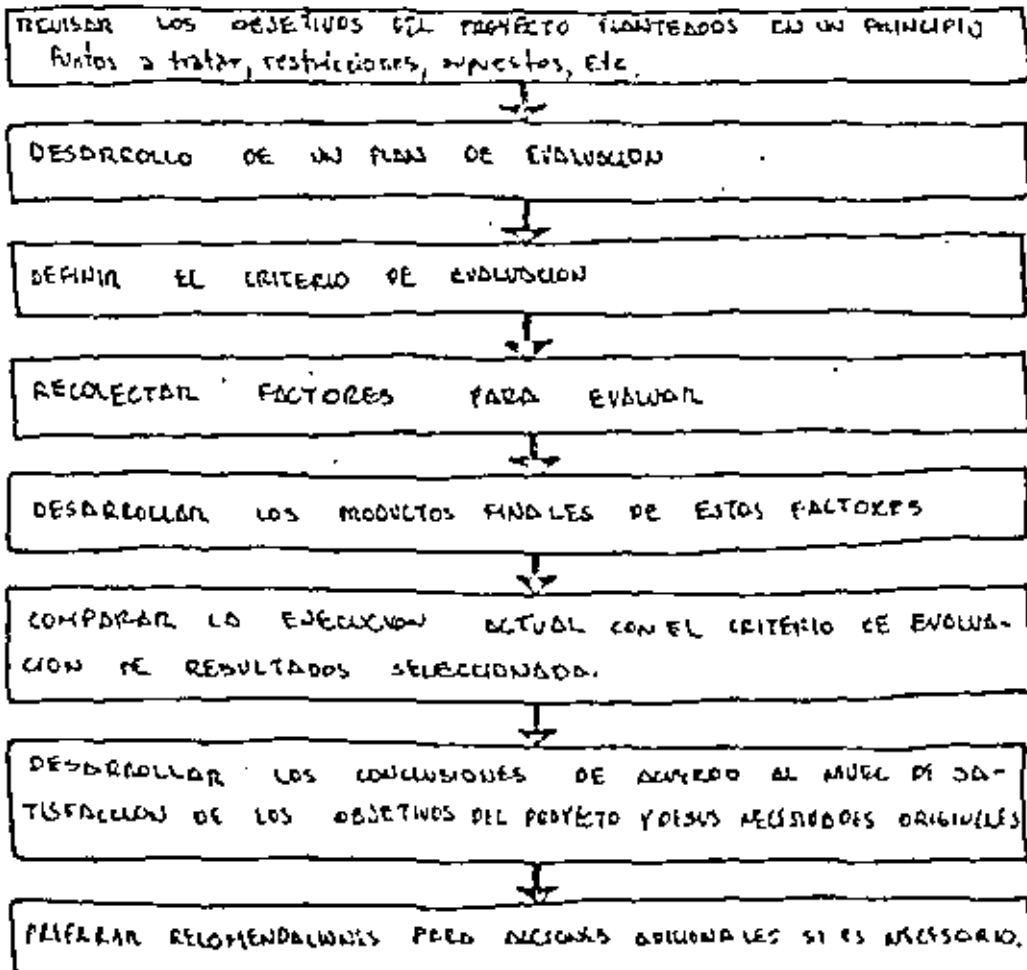 REVISAR LOS OBJETIVOS DEL PROYECTO PLANTEADOS EN UN PRINCIPIO
Puntos a tratar, restricciones, supuestos, Etc.
DESARROLLO DE UN PLAN DE EVALUACION
DEFINIR EL CRITERIO DE EVALUACION
RECOLECTAR FACTORES PARA EVALUAR
DESARROLLAR LOS PRODUCTOS FINALES DE ESTOS FACTORES
COMPARAR LA EJECUCION ACTUAL CON EL CRITERIO DE EVALUA-
CION DE RESULTADOS SELECCIONADA.
DESARROLLAR LOS CONCLUSIONES DE ACUERDO AL NIVEL DE SA-
TISFACCION DE LOS OBJETIVOS DEL PROYECTO Y DE SUS NECESIDADES ORIGINALES
PREPARAR RECOMENDACIONES PARA ACCIONES ADICIONALES SI ES NECESARIO.